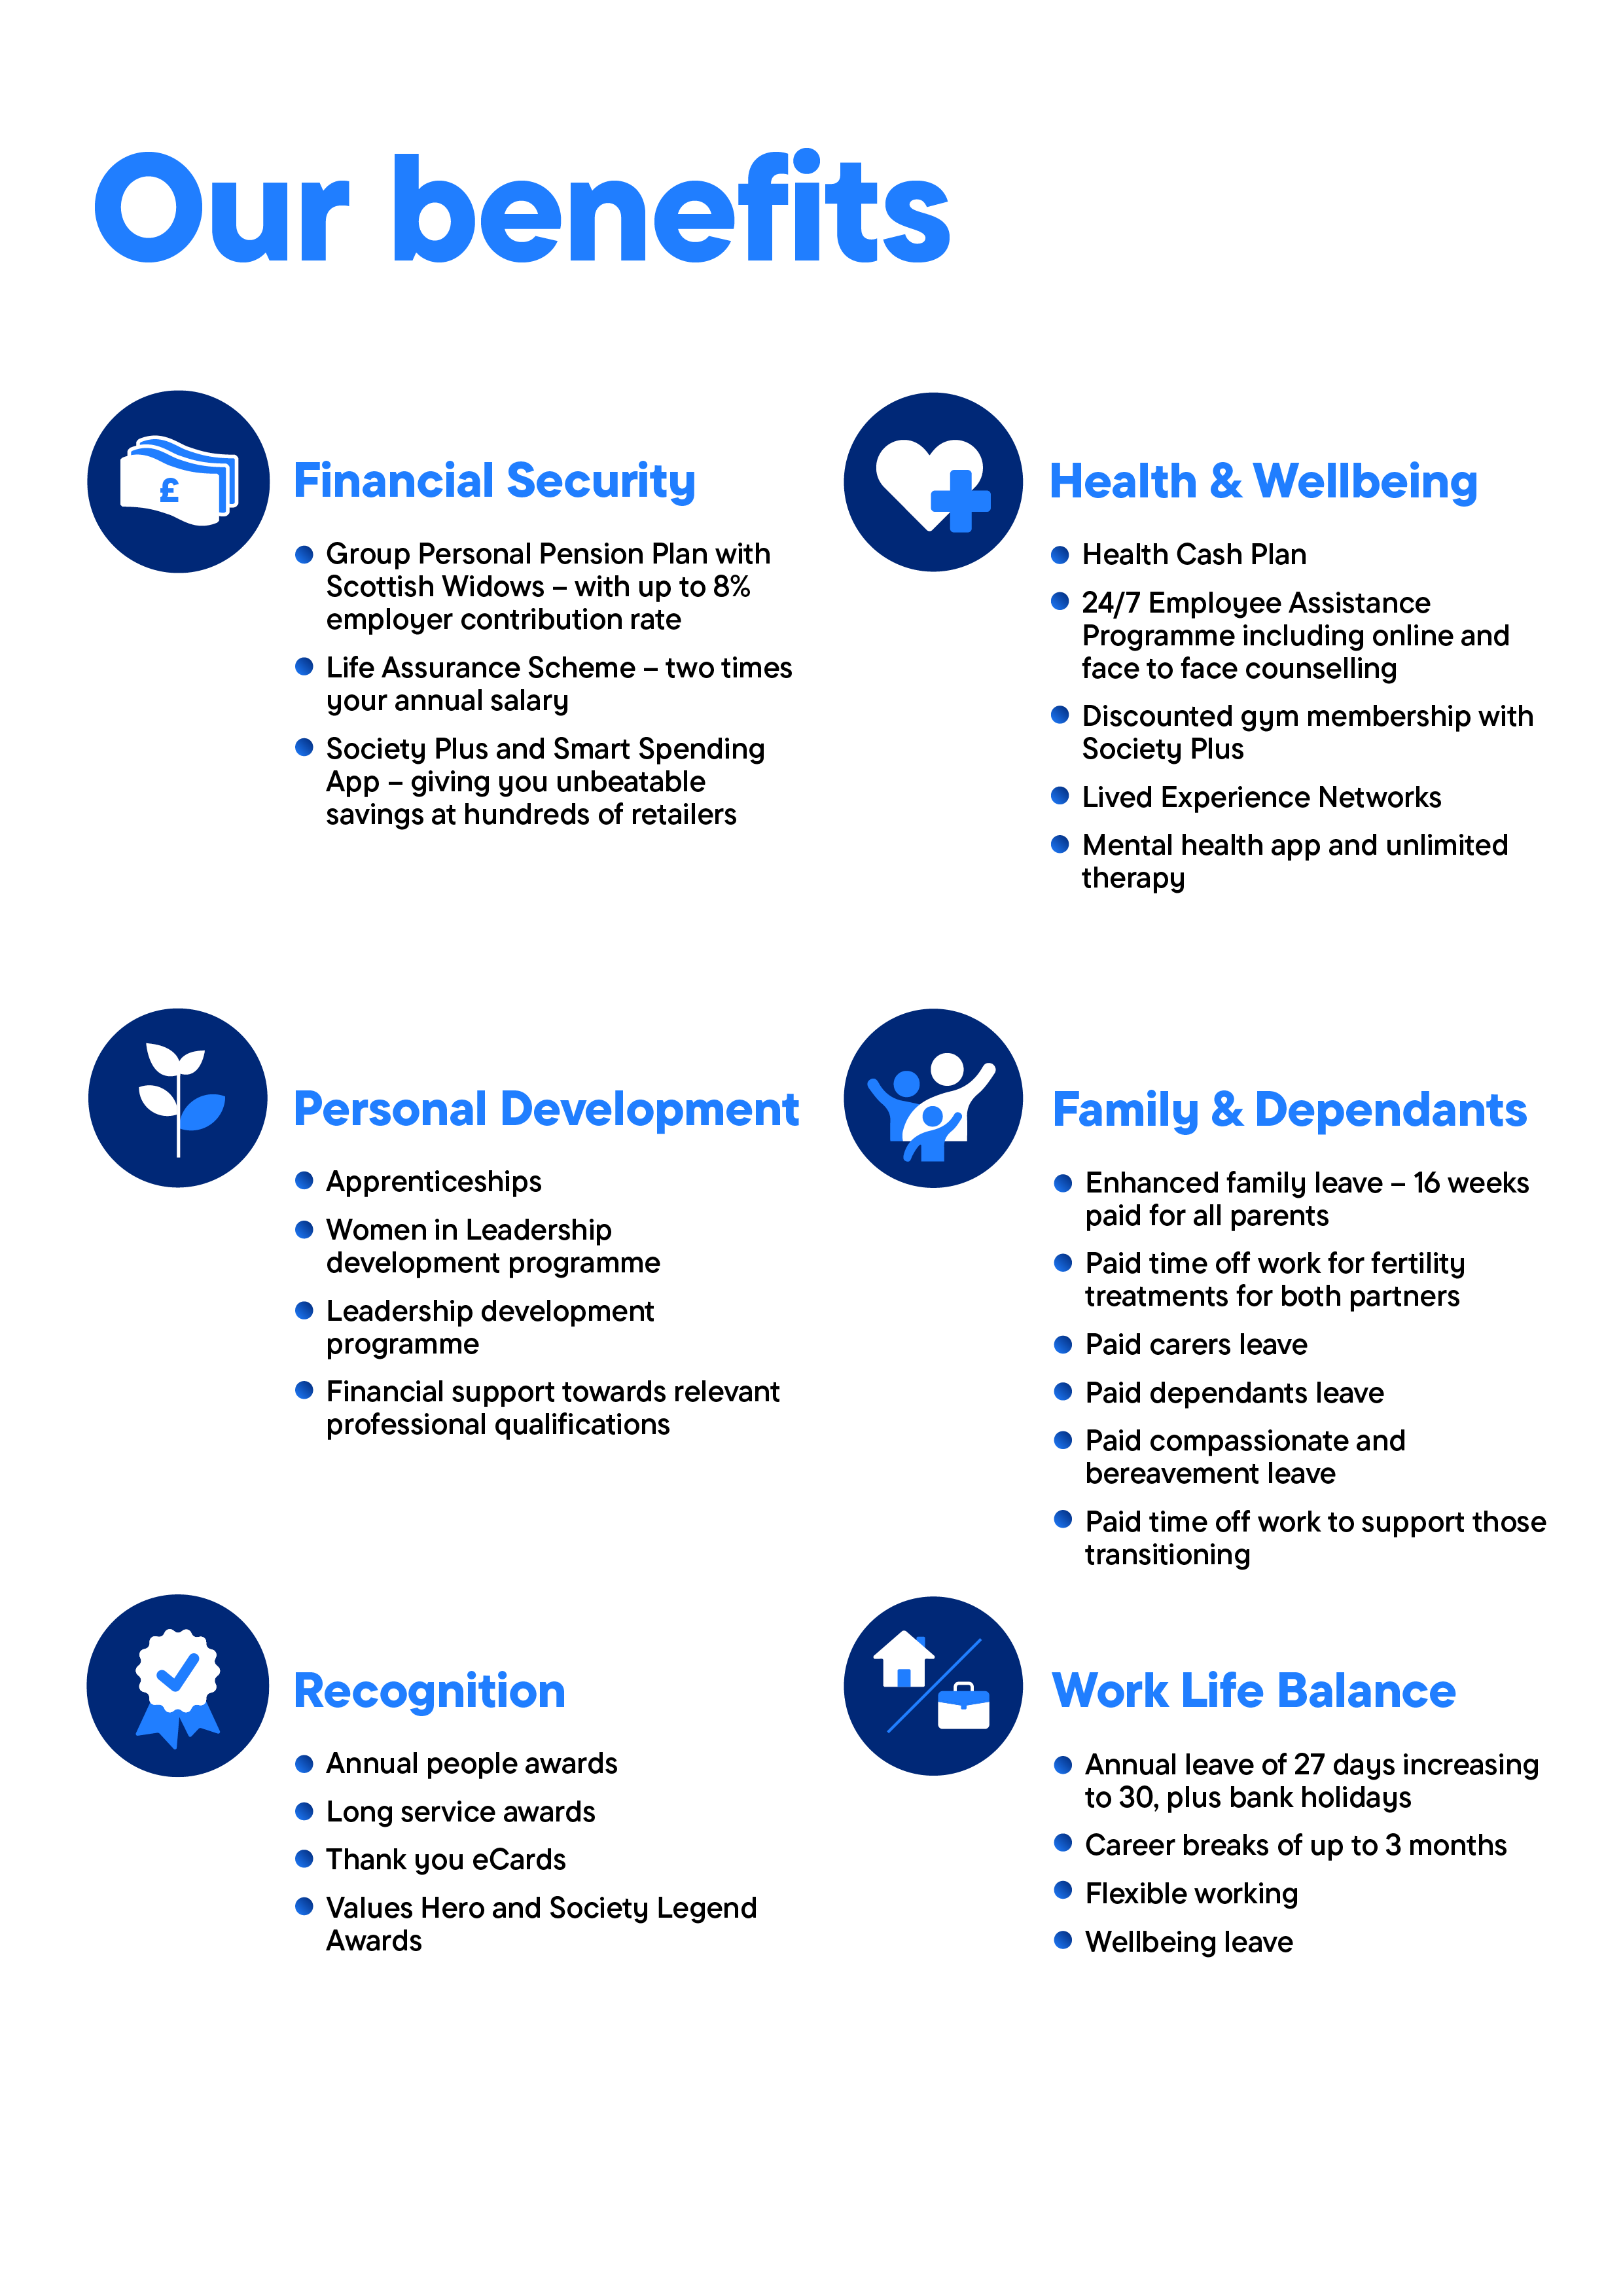 Our benefits
£
Financial Security
Group Personal Pension Plan with
Scottish Widows – with up to 8%
employer contribution rate
Life Assurance Scheme – two times
your annual salary
Society Plus and Smart Spending
App – giving you unbeatable
savings at hundreds of retailers
Health & Wellbeing
Health Cash Plan
24/7 Employee Assistance
Programme including online and
face to face counselling
Discounted gym membership with
Society Plus
Lived Experience Networks
Mental health app and unlimited
therapy
Personal Development
Apprenticeships
Women in Leadership
development programme
Leadership development
programme
Financial support towards relevant
professional qualifications
Family & Dependants
Enhanced family leave – 16 weeks
paid for all parents
Paid time off work for fertility
treatments for both partners
Paid carers leave
Paid dependants leave
Paid compassionate and
bereavement leave
Paid time off work to support those
transitioning
Recognition
Annual people awards
Long service awards
Thank you eCards
Values Hero and Society Legend
Awards
Work Life Balance
Annual leave of 27 days increasing
to 30, plus bank holidays
Career breaks of up to 3 months
Flexible working
Wellbeing leave